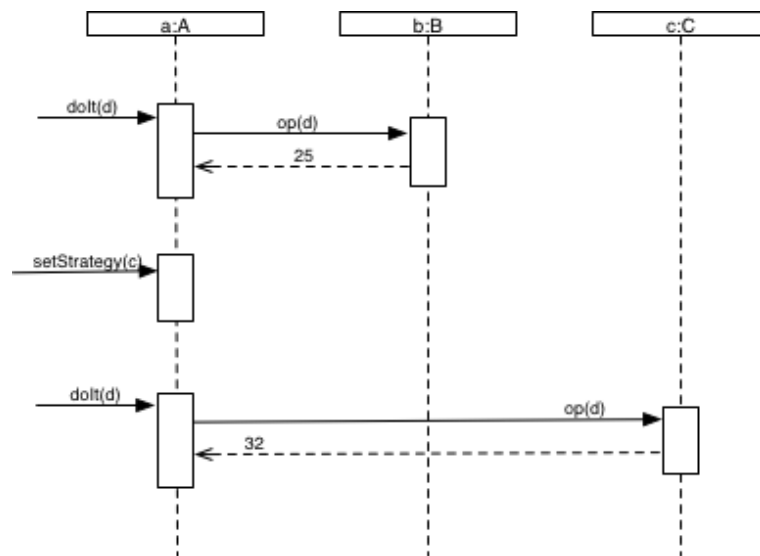 a:A
b:B
c:C
doIt(d)
op(d)
25
setStrategy(c)
doIt(d)
op(d)
32